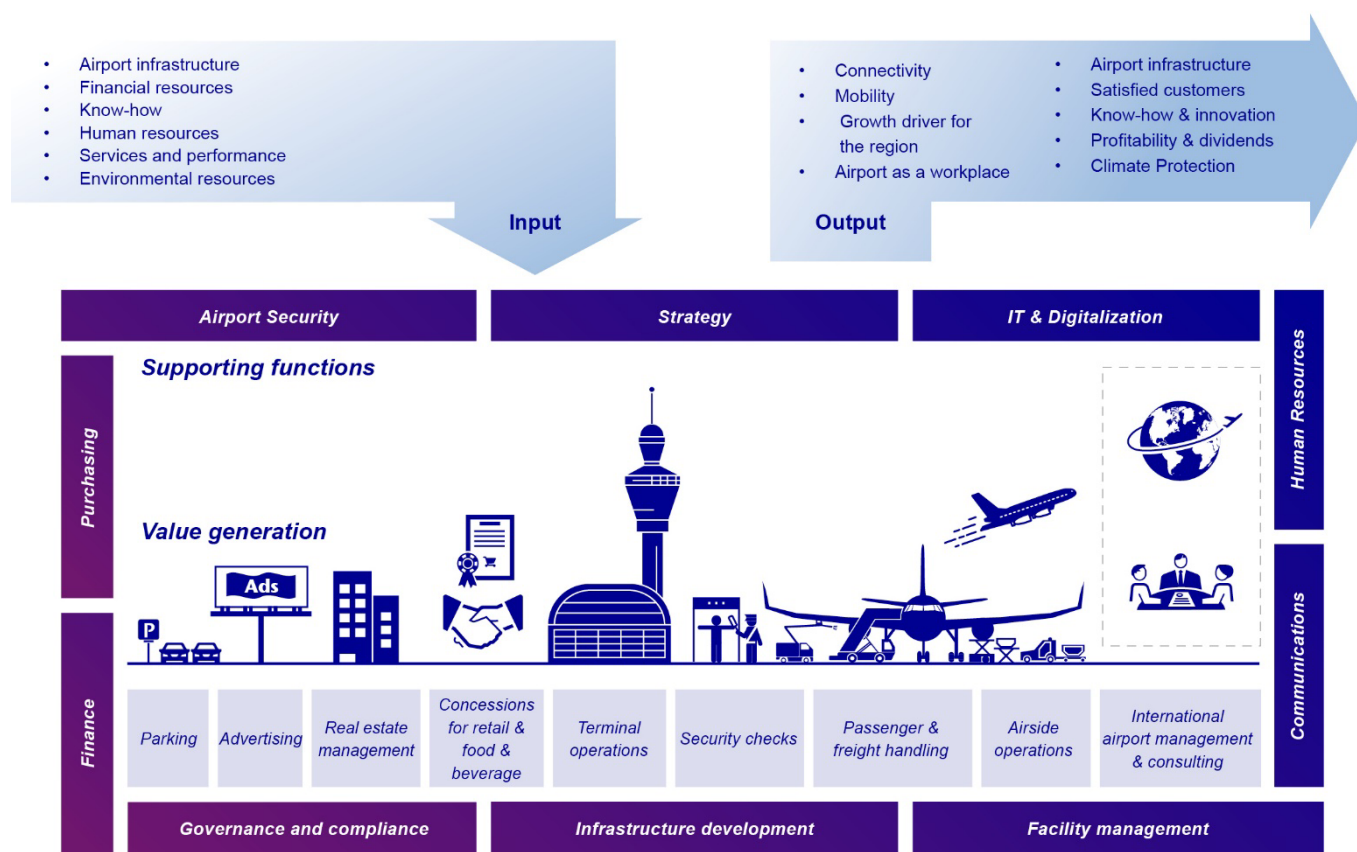 • Airport infrastructure
• Financial resources
• Know-how
• Human resources
• Services and performance
• Environmental resources
Input
• Connectivity
• Mobility
• Growth driver for
the region
• Airport as a workplace
• Airport infrastructure
• Satisfied customers
• Know-how & innovation
• Profitability & dividends
• Climate Protection
Output
Airport Security
Strategy
IT & Digitalization
Human Resources
Purchasing
Supporting functions
Value generation
Ads
P
Finance
Communications
Parking
Advertising
Real estate
management
Concessions
for retail &
food &
beverage
Terminal
operations
Security checks
Passenger &
freight handling
Airside
operations
International
airport management
& consulting
Governance and compliance
Infrastructure development
Facility management